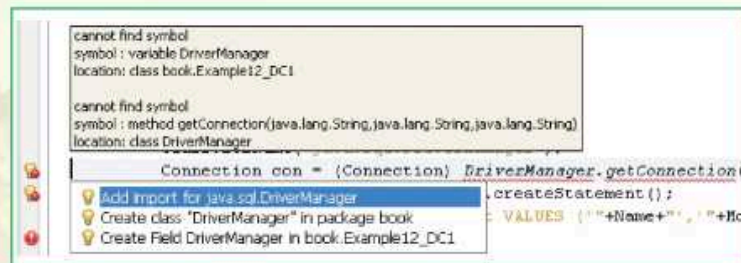 cannot find symbol
symbol : variable DriverManager
location: class book.Example12_DC1
cannot find symbol
symbol : method getConnection(java.lang.String,java.lang.String,java.lang.String)
location: class DriverManager
Connection con = (Connection) DriverManager.getConnection(
Add import for java.sql.DriverManager
.createStatement();
Create class "DriverManager" in package book
VALUES ('"+Name+"','"+Mo
Create Field DriverManager in book.Example12_DC1